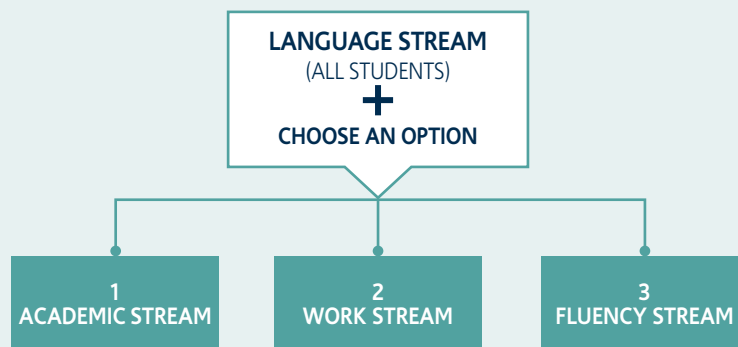 LANGUAGE STREAM
(ALL STUDENTS)
+
CHOOSE AN OPTION
1
ACADEMIC STREAM
2
WORK STREAM
3
FLUENCY STREAM